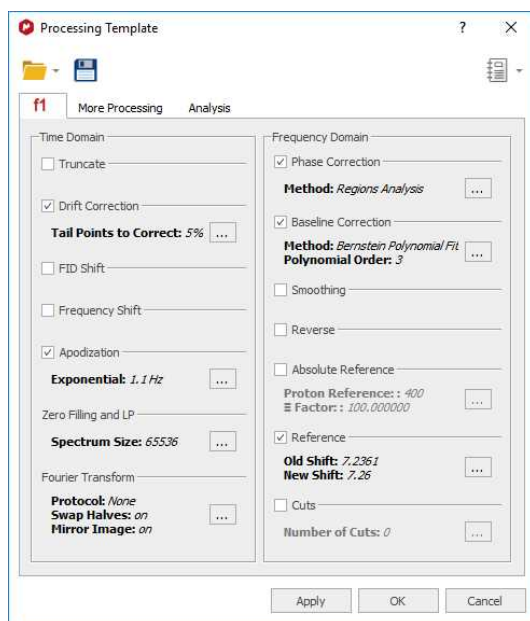 Processing Template
?
f1
More Processing
Analysis
Time Domain
Truncate
Drift Correction
Tail Points to Correct: 5%
...
FID Shift
Frequency Shift
Apodization
Exponential: 1.1 Hz
...
Zero Filling and LP
Spectrum Size: 65536
...
Fourier Transform
Protocol: None
Swap Halves: on
Mirror Image: on
...
Frequency Domain
Phase Correction
Method: Regions Analysis
...
Baseline Correction
Method: Bernstein Polynomial Fit
Polynomial Order: 3
...
Smoothing
Reverse
Absolute Reference
Proton Reference: : 400
Ξ Factor: : 100.000000
...
Reference
Old Shift: 7.2361
New Shift: 7.26
...
Cuts
Number of Cuts: 0
...
Apply
OK
Cancel